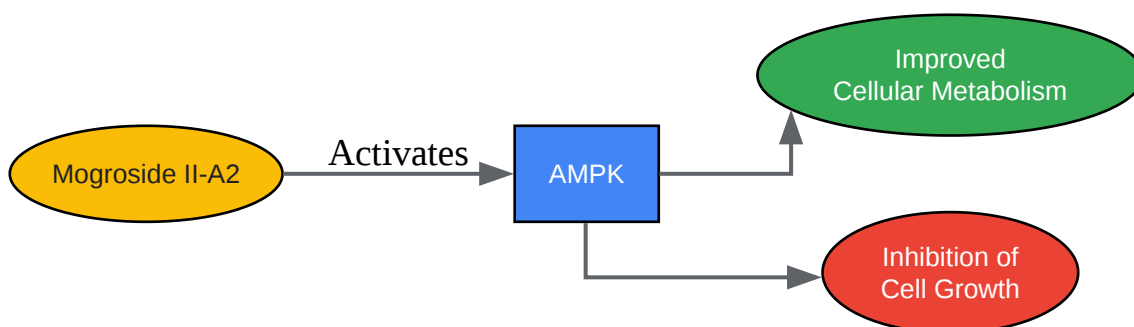 Improved
Cellular Metabolism
Activates
Mogroside II-A2
AMPK
Inhibition of
Cell Growth